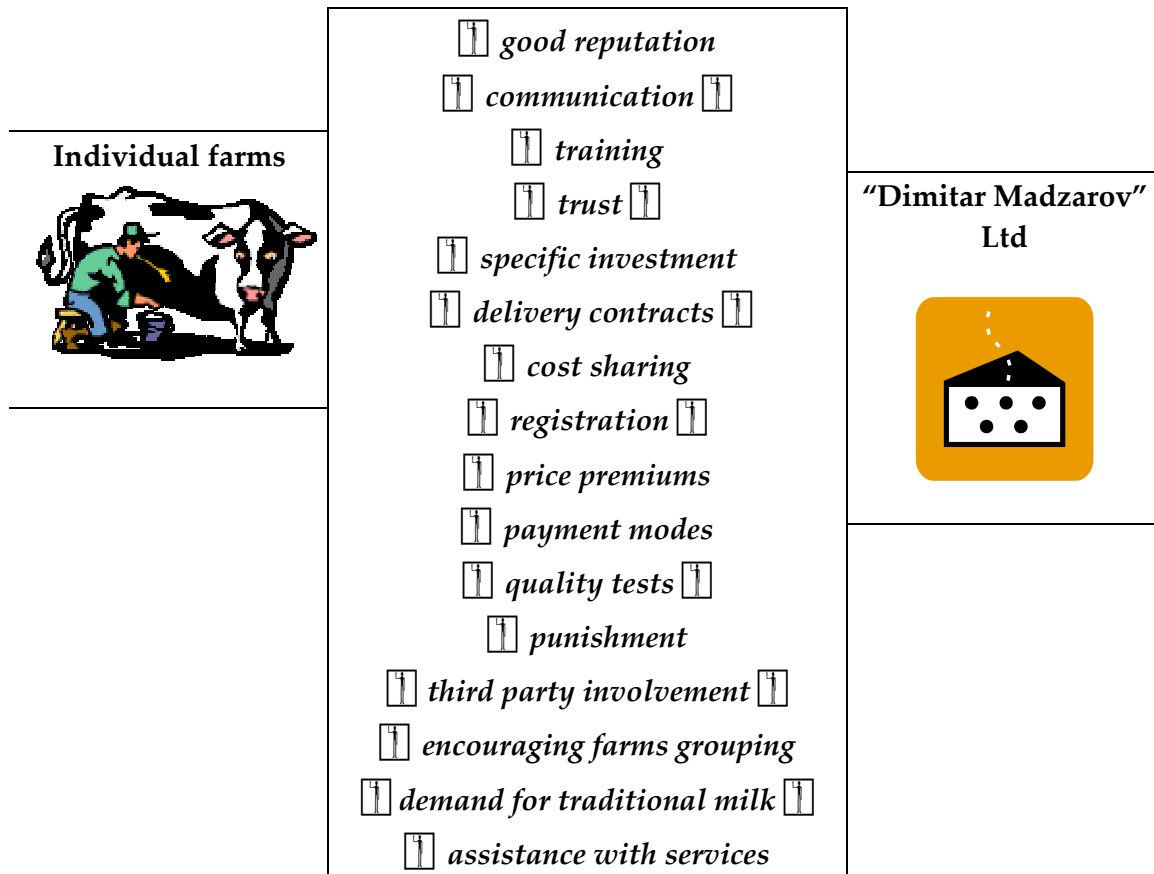 good reputation
communication
training
trust
specific investment
delivery contracts
cost sharing
registration
price premiums
payment modes
quality tests
punishment
third party involvement
encouraging farms grouping
demand for traditional milk
assistance with services
Individual farms
“Dimitar Madzarov”
Ltd